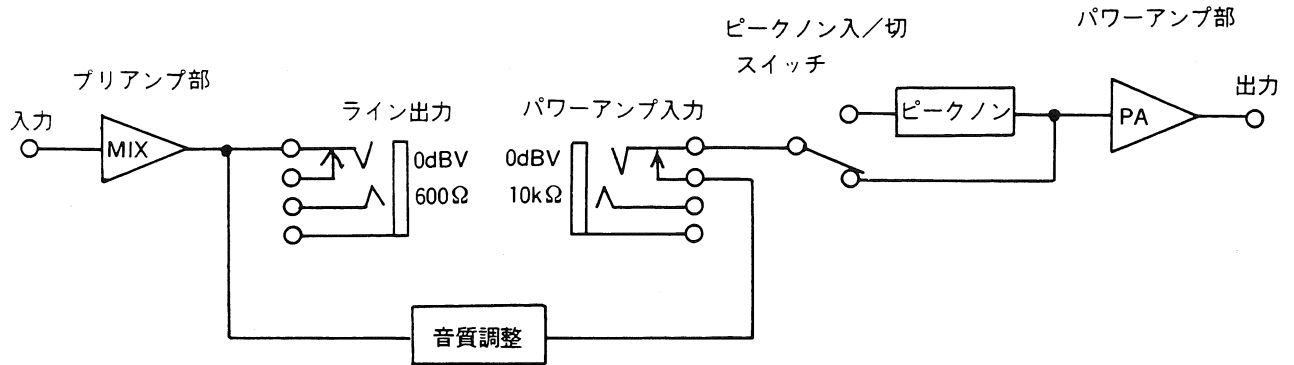 パワーアンプ部
ピークノン入／切
スイッチ
プリアンプ部
ライン出力
パワーアンプ入力
ピークノン
出力
入力
MIX
PA
0dBV
600Ω
0dBV
10kΩ
音質調整